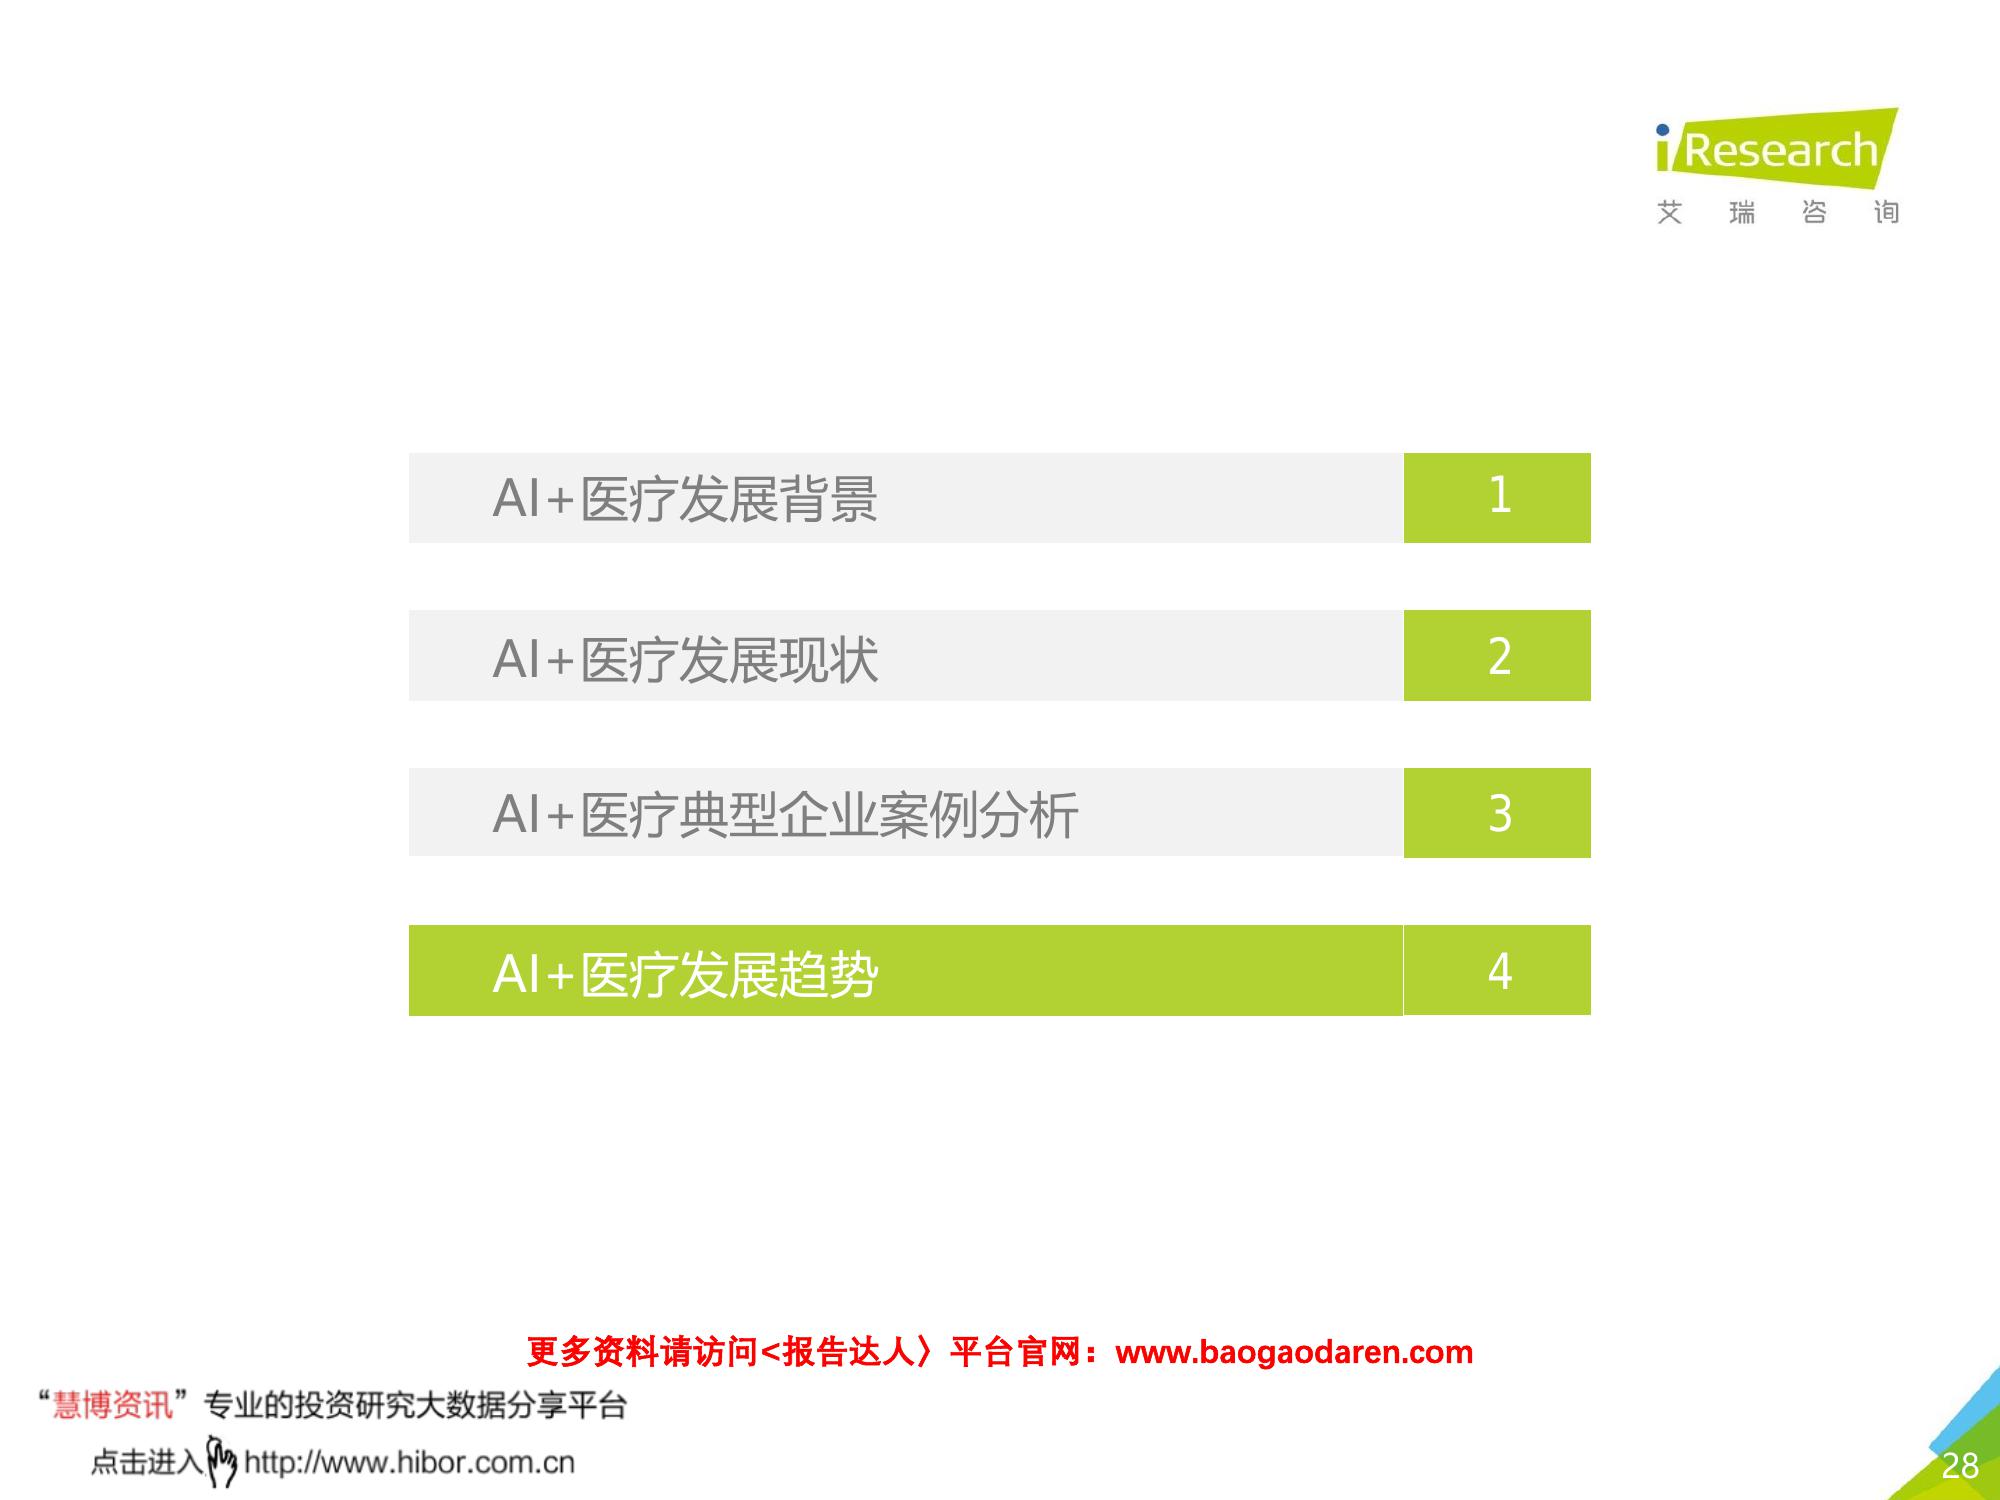 iResearch
艾瑞咨询
AI+医疗发展背景 1
AI+医疗发展现状 2
AI+医疗典型企业案例分析 3
AI+医疗发展趋势 4
更多资料请访问<报告达人〉平台官网：www.baogaodaren.com
“慧博资讯”专业的投资研究大数据分享平台
点击进入http://www.hibor.com.cn
28